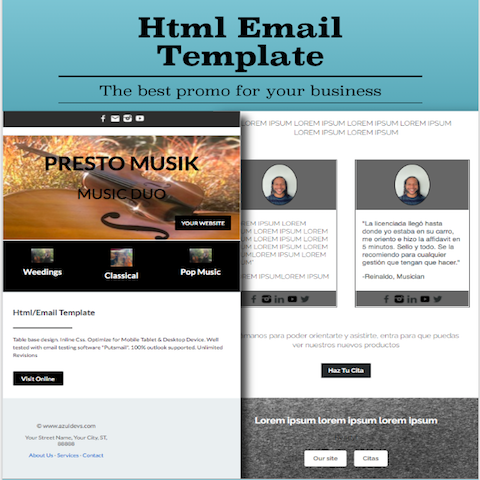 Html Email
Template
The best promo for your business
PRESTO MUSIK
MUSIC DUO
YOUR WEBSITE
Weedings
Classical
Pop Music
Html/Email Template
Table base design. Inline Css. Optimize for Mobile Tablet & Desktop Device. Well
tested with email testing software "Putsmail". 100% outlook supported. Unlimited
Revisions
Visit Online
© www.azuldevs.com
Your Street Name, Your City, ST,
88888
About Us - Services - Contact
LOREM IPSUM LOREM IPSUM LOREM IPSUM LOREM IPSUM
LOREM IPSUM LOREM IPSUM
LOREM IPSUM LOREM
IPSUM LOREM IPSUM LOREM
IPSUM LOREM IPSUM LOREM
IPSUM LOREM IPSUM LOREM
IPSUM"
LOREM IPSUMLOREM IPSUM
"La licenciada llegó hasta
donde yo estaba en su carro,
me oriento e hizo la affidavit en
5 minutos. Sello y todo. Se la
recomiendo para cualquier
gestión que tengan que hacer."
-Reinaldo, Musician
para poder orientarte y asistirte, entra para que puedas
ver nuestros nuevos productos
Haz Tu Cita
Lorem ipsum lorem ipsum lorem ipsum
Our site
Citas